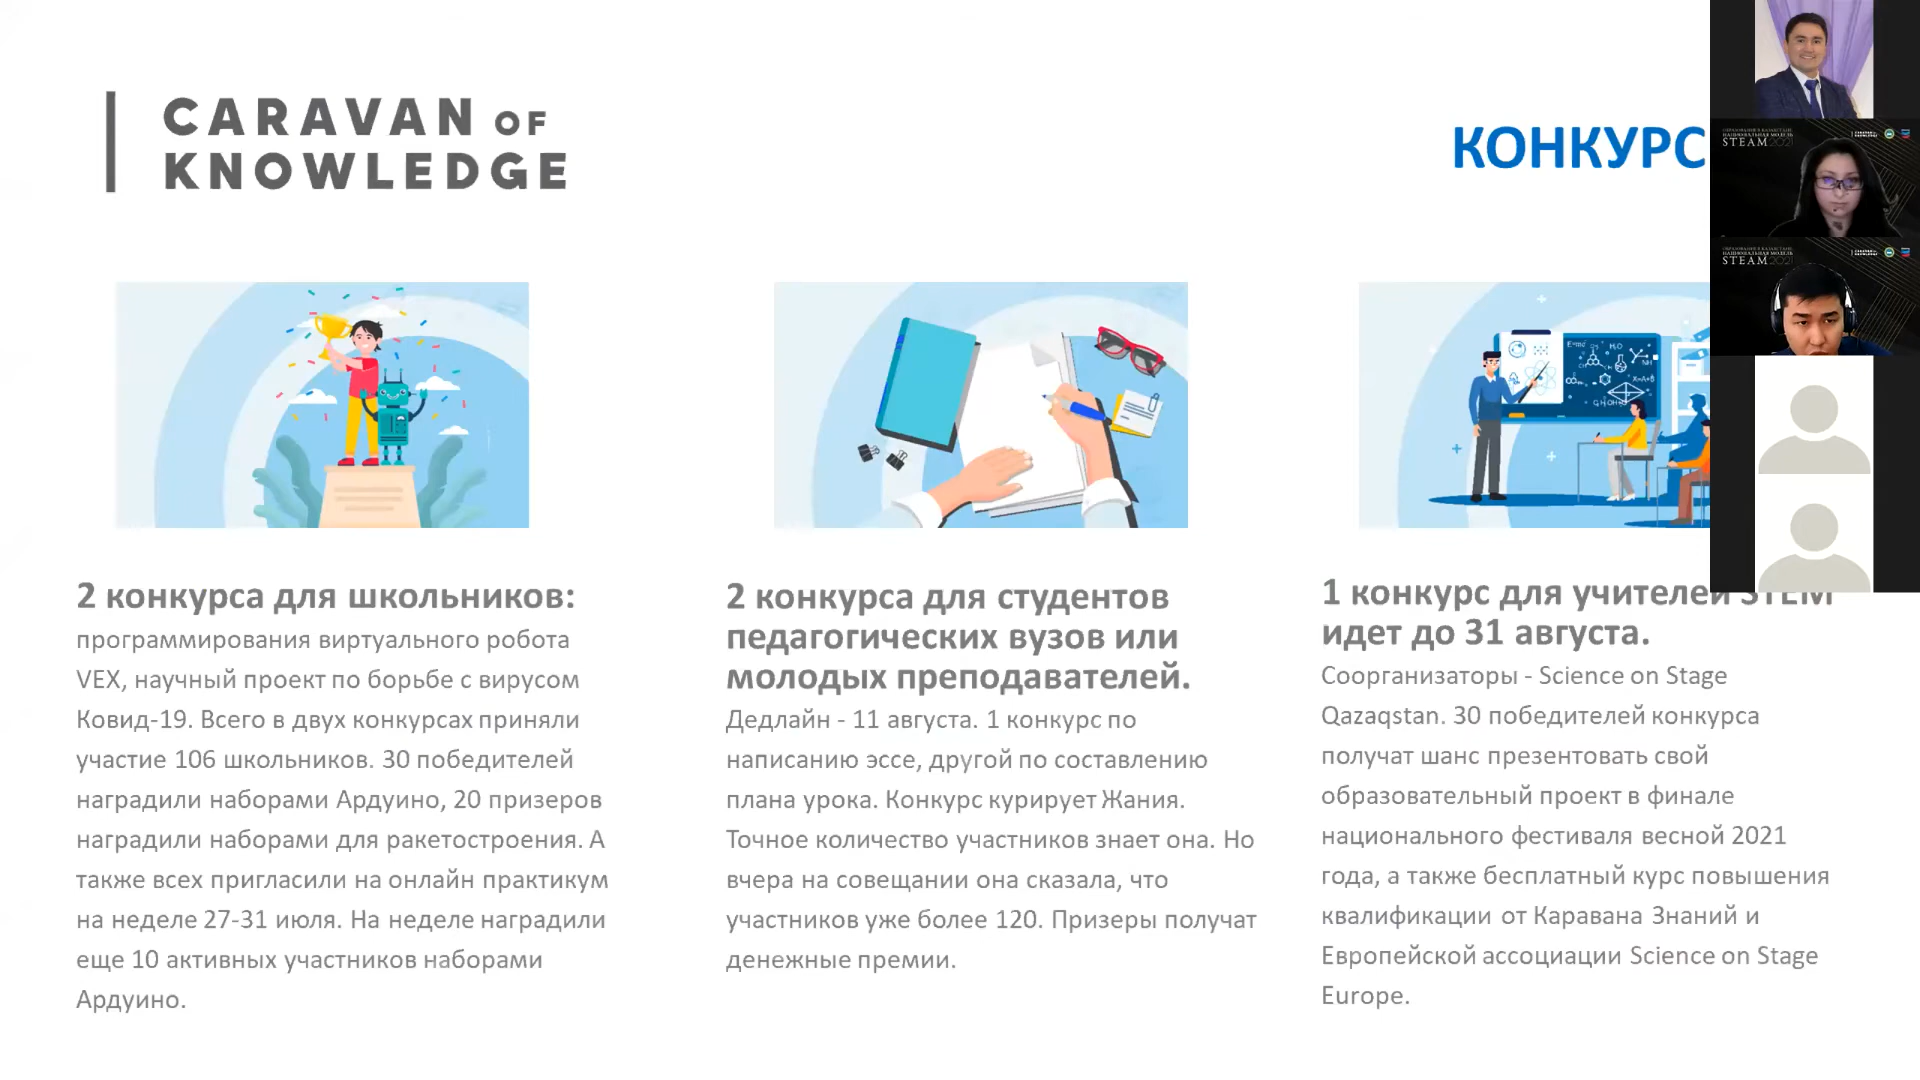 CARAVAN OF
KNOWLEDGE
КОНКУРС
STEAM 2021
STEAM 2021
2 конкурса для школьников:
программирования виртуального робота
VEX, научный проект по борьбе с вирусом
Ковид-19. Всего в двух конкурсах приняли
участие 106 школьников. 30 победителей
наградили наборами Ардуино, 20 призеров
наградили наборами для ракетостроения. А
также всех пригласили на онлайн практикум
на неделе 27-31 июля. На неделе наградили
еще 10 активных участников наборами
Ардуино.
2 конкурса для студентов
педагогических вузов или
молодых преподавателей.
Дедлайн - 11 августа. 1 конкурс по
написанию эссе, другой по составлению
плана урока. Конкурс курирует Жания.
Точное количество участников знает она. Но
вчера на совещании она сказала, что
участников уже более 120. Призеры получат
денежные премии.
1 конкурс для учителей STEM
идет до 31 августа.
Соорганизаторы - Science on Stage
Qazaqstan. 30 победителей конкурса
получат шанс презентовать свой
образовательный проект в финале
национального фестиваля весной 2021
года, а также бесплатный курс повышения
квалификации от Каравана Знаний и
Европейской ассоциации Science on Stage
Europe.